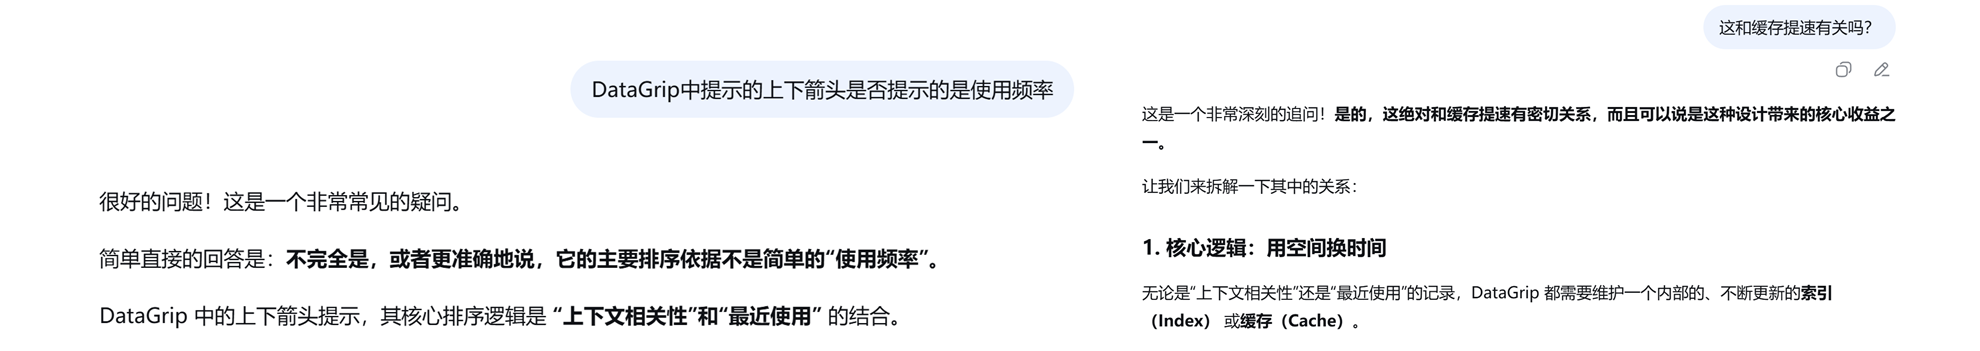 DataGrip中提示的上下箭头是否提示的是使用频率
很好的问题！这是一个非常常见的疑问。
简单直接的回答是：不完全是，或者更准确地说，它的主要排序依据不是简单的“使用频率”。
DataGrip 中的上下箭头提示，其核心排序逻辑是 “上下文相关性”和“最近使用” 的结合。
这和缓存提速有关吗？
这是一个非常深刻的追问！是的，这绝对和缓存提速有密切关系，而且可以说是这种设计带来的核心收益之
一。
让我们来拆解一下其中的关系：
1. 核心逻辑：用空间换时间
无论是“上下文相关性”还是“最近使用”的记录，DataGrip 都需要维护一个内部的、不断更新的索引
（Index） 或缓存（Cache）。